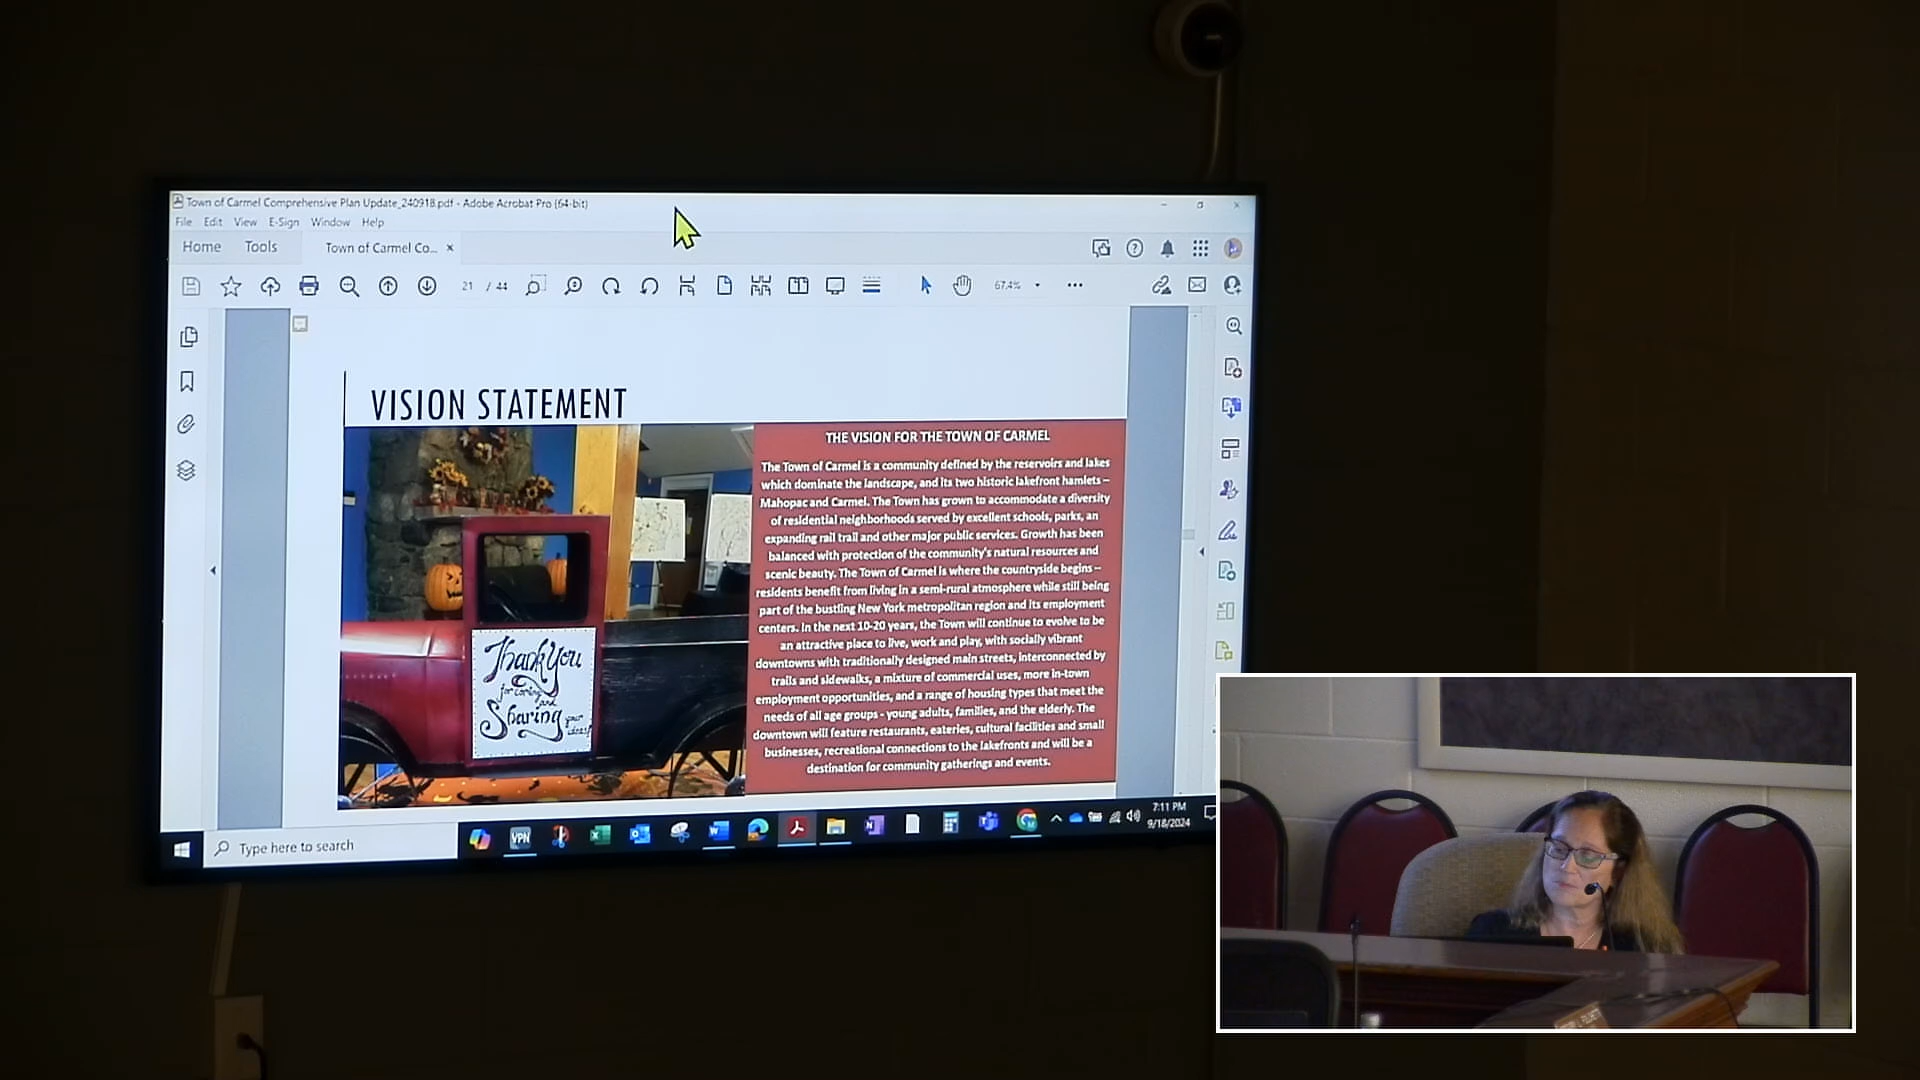 Town of Carmel Comprehensive Plan Update_240918.pdf - Adobe Acrobat Pro (64-bit)
File Edit View E-Sign Window Help
Home Tools Town of Carmel Co...
21 / 44 67.4%
VISION STATEMENT
THE VISION FOR THE TOWN OF CARMEL
The Town of Carmel is a community defined by the reservoirs and lakes
which dominate the landscape, and its two historic lakefront hamlets –
Mahopac and Carmel. The Town has grown to accommodate a diversity
of residential neighborhoods served by excellent schools, parks, an
expanding rail trail and other major public services. Growth has been
balanced with protection of the community's natural resources and
scenic beauty. The Town of Carmel is where the countryside begins –
residents benefit from living in a semi-rural atmosphere while still being
part of the bustling New York metropolitan region and its employment
centers. In the next 10-20 years, the Town will continue to evolve to be
an attractive place to live, work and play, with socially vibrant
downtowns with traditionally designed main streets, interconnected by
trails and sidewalks, a mixture of commercial uses, more in-town
employment opportunities, and a range of housing types that meet the
needs of all age groups - young adults, families, and the elderly. The
downtown will feature restaurants, eateries, cultural facilities and small
businesses, recreational connections to the lakefronts and will be a
destination for community gatherings and events.
Thank You
for coming
and
Sharing
your
ideas!
Type here to search
VPN
7:11 PM
9/18/2024